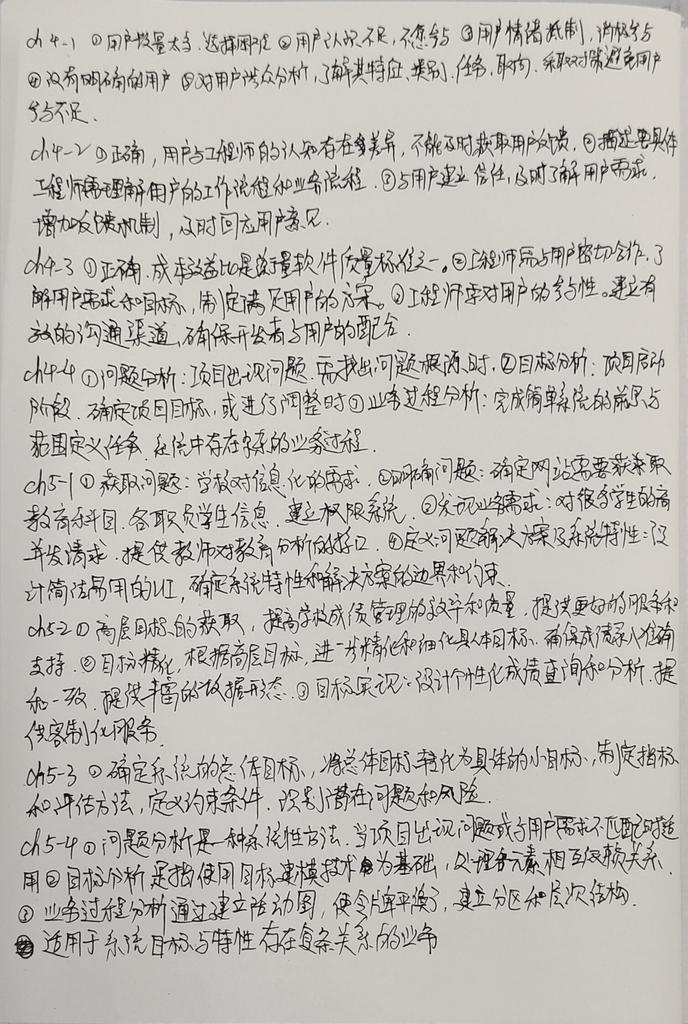 ch4-1 ①用户数量太多,选择困难 ②用户认识不足,不愿参与 ③用户情绪抵制,消极参与
④没有明确的用户 ⑤对用户涉众分析,了解其特征、类别、任务、取向,采取对策避免用户
参与不足.
ch4-2 ①正确,用户与工程师的认知存在差异,不能及时获取用户反馈,②描述要具体
工程师需理解用户的工作流程和业务流程. ③与用户建立信任,及时了解用户需求,
增加反馈机制,及时回应用户意见.
ch4-3 ①正确.成本效益比是衡量软件质量标准之一。②工程师需与用户密切合作,了
解用户需求和目标,制定满足用户的方案。③工程师要对用户的参与性。建立有
效的沟通渠道,确保开发者与用户的配合.
ch4-4 ①问题分析:项目出现问题,需找出问题根源时,②目标分析:项目启动
阶段,确定项目目标,或进行调整时 ③业务过程分析:完成简单系统的前景与
范围定义任务.系统中存在复杂的业务过程.
ch5-1 ①获取问题:学校对信息化的需求. ②明确问题:确定网站需要获采取
教育科目.各职员学生信息.建立权限系统. ③发现业务需求:对很多学生的高
并发请求.提供教师对教育分析的接口. ④定义问题解决方案及系统特性:设
计简洁易用的UI,确定系统特性和解决方案的边界和约束.
ch5-2 ①高层目标的获取,提高学校成绩管理的效率和质量.提供更好的服务和
支持.②目标精化,根据高层目标,进一步精化和细化具体目标.确保成绩录入准确
和一致.提供丰富的数据形态.③目标实现:设计个性化成绩查询和分析.提
供客制化服务.
ch5-3 ①确定系统的总体目标,将总体目标转化为具体的小目标,制定指标
和评估方法,定义约束条件.识别潜在问题和风险.
ch5-4 ①问题分析是一种系统性方法.当项目出现问题或与用户需求不匹配时适
用②目标分析是指使用目标建模技术为基础,处理各元素相互依赖关系.
③业务过程分析通过建立活动图,使令牌平衡,建立分区和层次结构.
适用于系统目标与特性存在复杂关系的业务